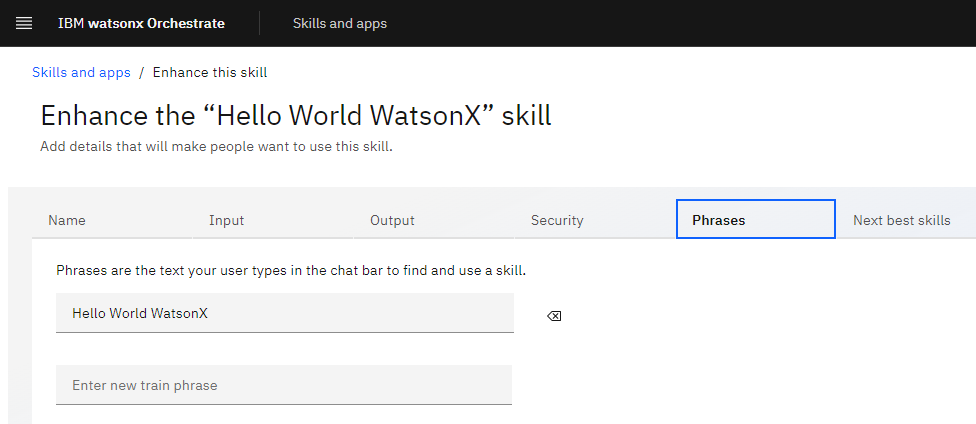 IBM watsonx Orchestrate Skills and apps
Skills and apps / Enhance this skill
Enhance the “Hello World WatsonX” skill
Add details that will make people want to use this skill.
Name Input Output Security Phrases Next best skills
Phrases are the text your user types in the chat bar to find and use a skill.
Hello World WatsonX
Enter new train phrase